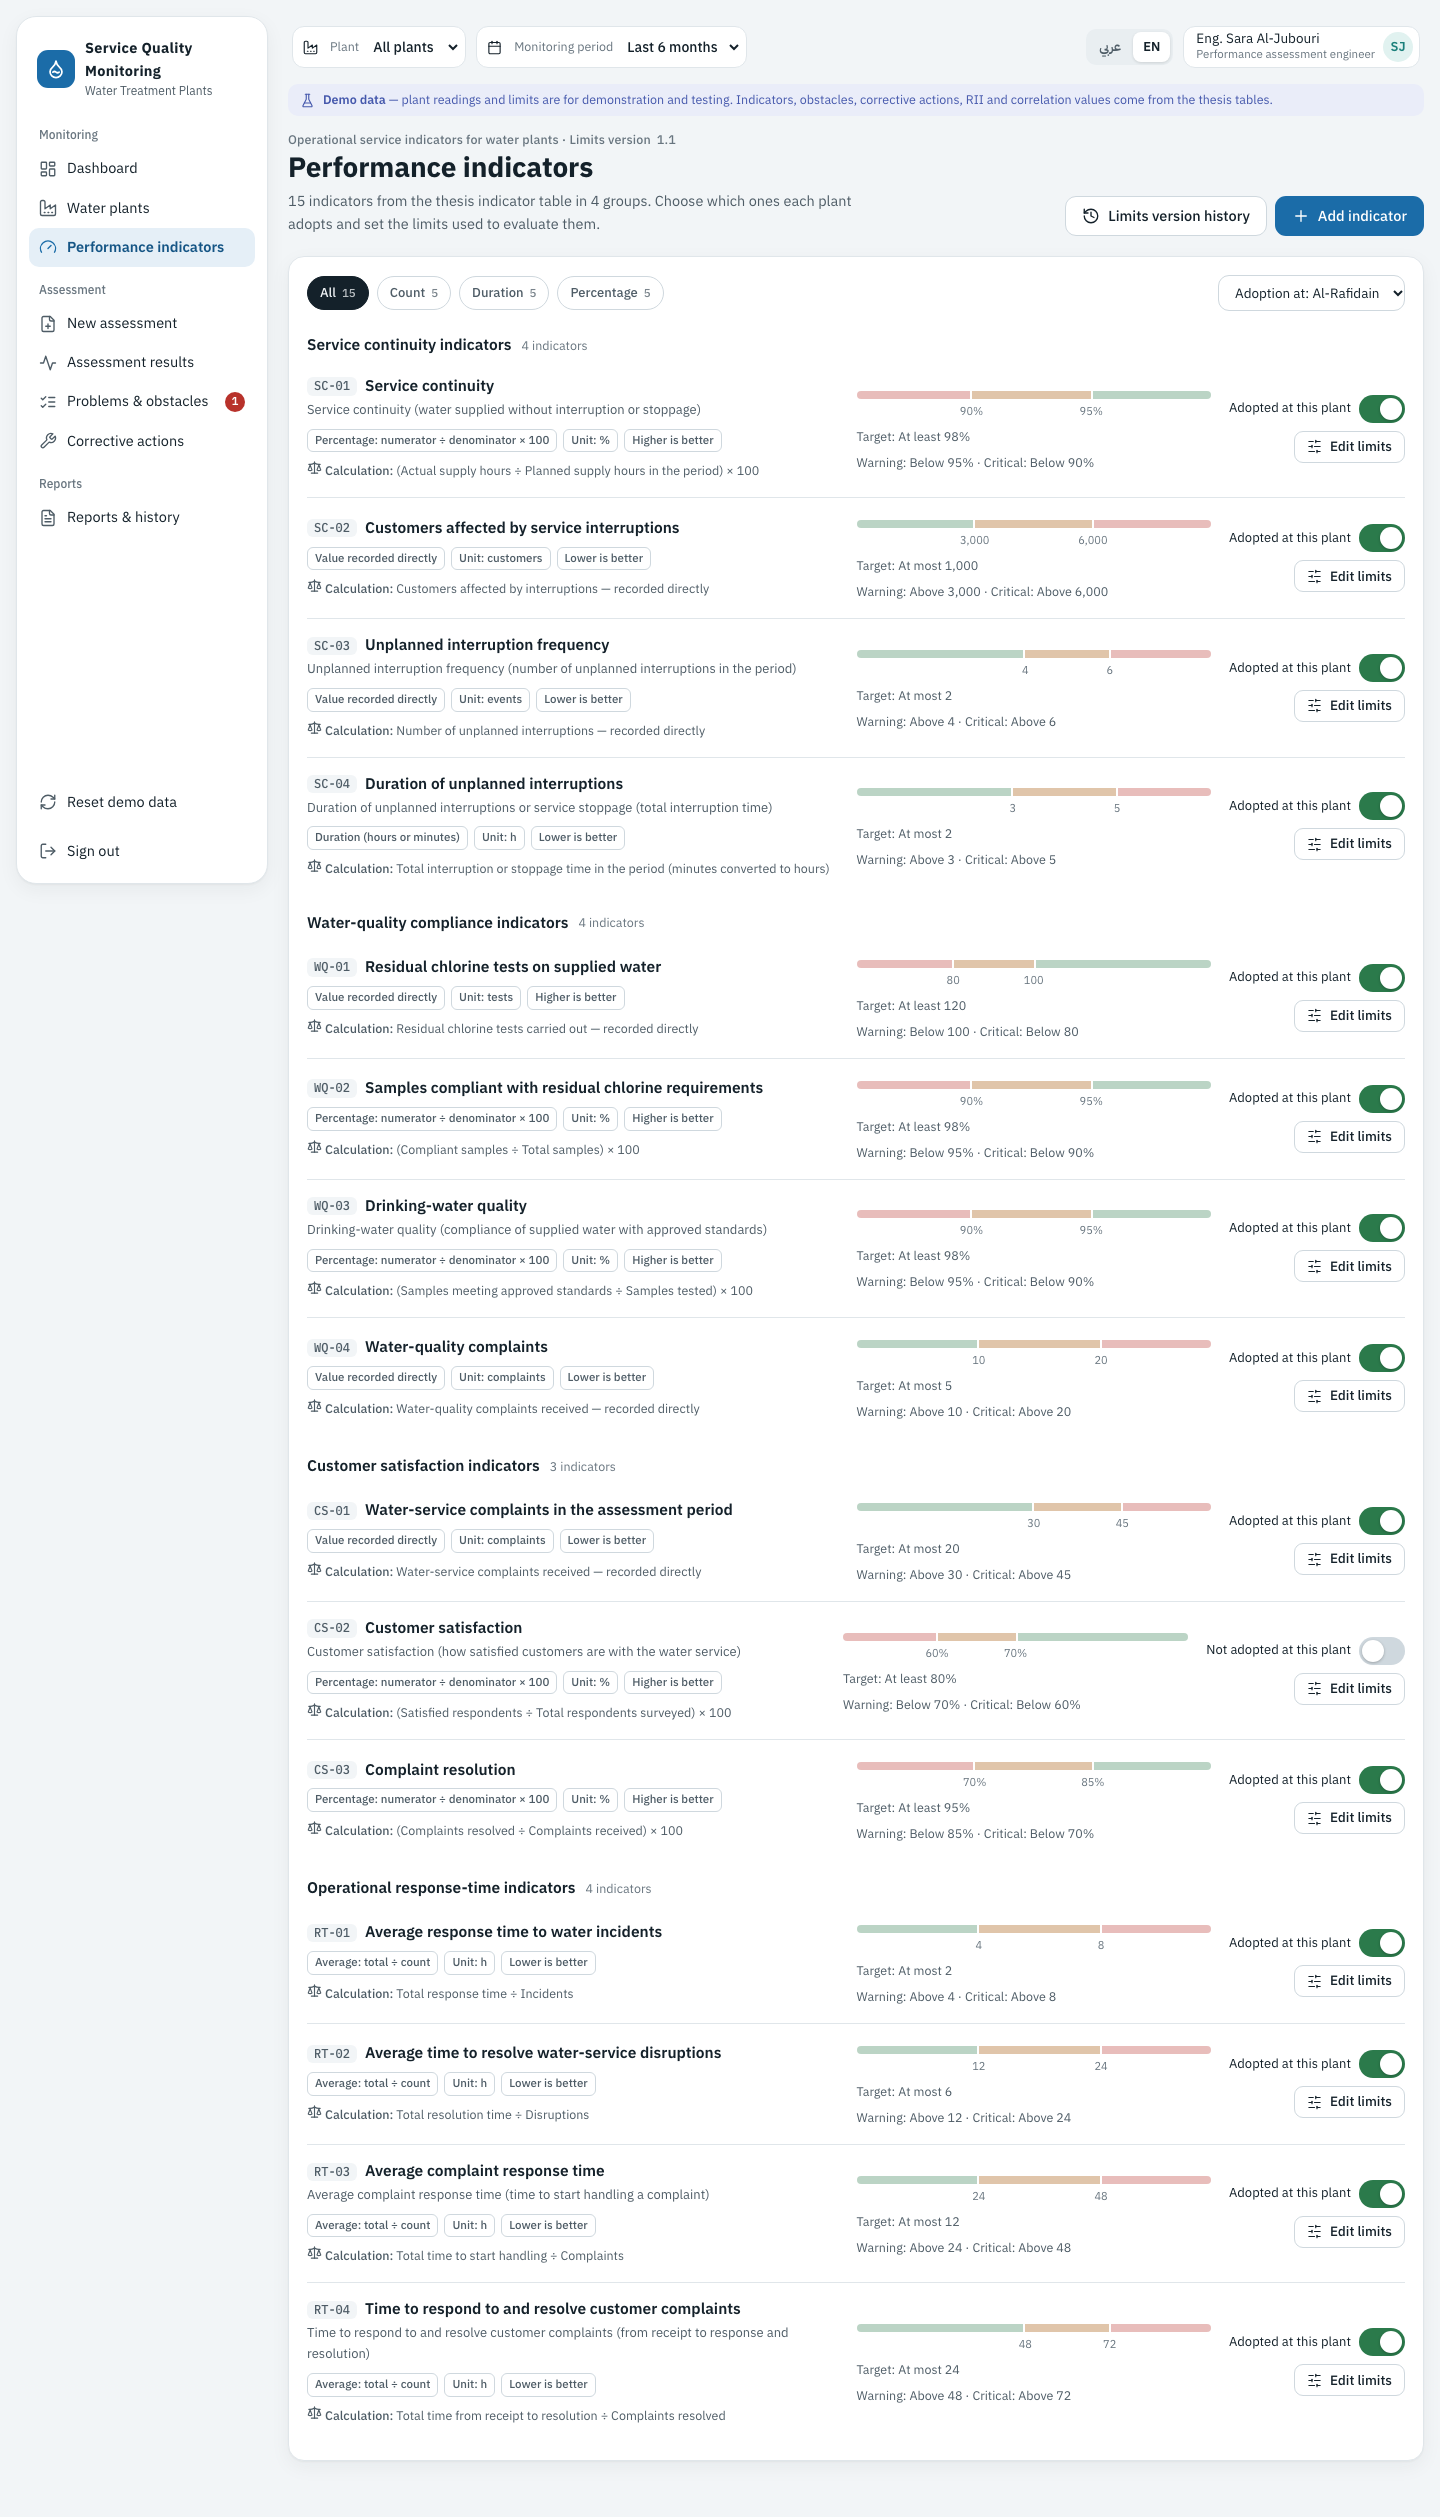 Service Quality
Monitoring
Water Treatment Plants
Monitoring
Dashboard
Water plants
Performance indicators
Assessment
New assessment
Assessment results
Problems & obstacles 1
Corrective actions
Reports
Reports & history
Reset demo data
Sign out
Plant All plants
Monitoring period Last 6 months
عربي EN
Eng. Sara Al-Jubouri
Performance assessment engineer
SJ
Demo data — plant readings and limits are for demonstration and testing. Indicators, obstacles, corrective actions, RII and correlation values come from the thesis tables.
Operational service indicators for water plants · Limits version 1.1
Performance indicators
15 indicators from the thesis indicator table in 4 groups. Choose which ones each plant
adopts and set the limits used to evaluate them.
Limits version history
Add indicator
All 15 Count 5 Duration 5 Percentage 5
Adoption at: Al-Rafidain
Service continuity indicators 4 indicators
SC-01 Service continuity
Service continuity (water supplied without interruption or stoppage)
Percentage: numerator ÷ denominator × 100 Unit: % Higher is better
Calculation: (Actual supply hours ÷ Planned supply hours in the period) × 100
90% 95%
Target: At least 98%
Warning: Below 95% · Critical: Below 90%
Adopted at this plant
Edit limits
SC-02 Customers affected by service interruptions
Value recorded directly Unit: customers Lower is better
Calculation: Customers affected by interruptions — recorded directly
3,000 6,000
Target: At most 1,000
Warning: Above 3,000 · Critical: Above 6,000
Adopted at this plant
Edit limits
SC-03 Unplanned interruption frequency
Unplanned interruption frequency (number of unplanned interruptions in the period)
Value recorded directly Unit: events Lower is better
Calculation: Number of unplanned interruptions — recorded directly
4 6
Target: At most 2
Warning: Above 4 · Critical: Above 6
Adopted at this plant
Edit limits
SC-04 Duration of unplanned interruptions
Duration of unplanned interruptions or service stoppage (total interruption time)
Duration (hours or minutes) Unit: h Lower is better
Calculation: Total interruption or stoppage time in the period (minutes converted to hours)
3 5
Target: At most 2
Warning: Above 3 · Critical: Above 5
Adopted at this plant
Edit limits
Water-quality compliance indicators 4 indicators
WQ-01 Residual chlorine tests on supplied water
Value recorded directly Unit: tests Higher is better
Calculation: Residual chlorine tests carried out — recorded directly
80 100
Target: At least 120
Warning: Below 100 · Critical: Below 80
Adopted at this plant
Edit limits
WQ-02 Samples compliant with residual chlorine requirements
Percentage: numerator ÷ denominator × 100 Unit: % Higher is better
Calculation: (Compliant samples ÷ Total samples) × 100
90% 95%
Target: At least 98%
Warning: Below 95% · Critical: Below 90%
Adopted at this plant
Edit limits
WQ-03 Drinking-water quality
Drinking-water quality (compliance of supplied water with approved standards)
Percentage: numerator ÷ denominator × 100 Unit: % Higher is better
Calculation: (Samples meeting approved standards ÷ Samples tested) × 100
90% 95%
Target: At least 98%
Warning: Below 95% · Critical: Below 90%
Adopted at this plant
Edit limits
WQ-04 Water-quality complaints
Value recorded directly Unit: complaints Lower is better
Calculation: Water-quality complaints received — recorded directly
10 20
Target: At most 5
Warning: Above 10 · Critical: Above 20
Adopted at this plant
Edit limits
Customer satisfaction indicators 3 indicators
CS-01 Water-service complaints in the assessment period
Value recorded directly Unit: complaints Lower is better
Calculation: Water-service complaints received — recorded directly
30 45
Target: At most 20
Warning: Above 30 · Critical: Above 45
Adopted at this plant
Edit limits
CS-02 Customer satisfaction
Customer satisfaction (how satisfied customers are with the water service)
Percentage: numerator ÷ denominator × 100 Unit: % Higher is better
Calculation: (Satisfied respondents ÷ Total respondents surveyed) × 100
60% 70%
Target: At least 80%
Warning: Below 70% · Critical: Below 60%
Not adopted at this plant
Edit limits
CS-03 Complaint resolution
Percentage: numerator ÷ denominator × 100 Unit: % Higher is better
Calculation: (Complaints resolved ÷ Complaints received) × 100
70% 85%
Target: At least 95%
Warning: Below 85% · Critical: Below 70%
Adopted at this plant
Edit limits
Operational response-time indicators 4 indicators
RT-01 Average response time to water incidents
Average: total ÷ count Unit: h Lower is better
Calculation: Total response time ÷ Incidents
4 8
Target: At most 2
Warning: Above 4 · Critical: Above 8
Adopted at this plant
Edit limits
RT-02 Average time to resolve water-service disruptions
Average: total ÷ count Unit: h Lower is better
Calculation: Total resolution time ÷ Disruptions
12 24
Target: At most 6
Warning: Above 12 · Critical: Above 24
Adopted at this plant
Edit limits
RT-03 Average complaint response time
Average complaint response time (time to start handling a complaint)
Average: total ÷ count Unit: h Lower is better
Calculation: Total time to start handling ÷ Complaints
24 48
Target: At most 12
Warning: Above 24 · Critical: Above 48
Adopted at this plant
Edit limits
RT-04 Time to respond to and resolve customer complaints
Time to respond to and resolve customer complaints (from receipt to response and
resolution)
Average: total ÷ count Unit: h Lower is better
Calculation: Total time from receipt to resolution ÷ Complaints resolved
48 72
Target: At most 24
Warning: Above 48 · Critical: Above 72
Adopted at this plant
Edit limits